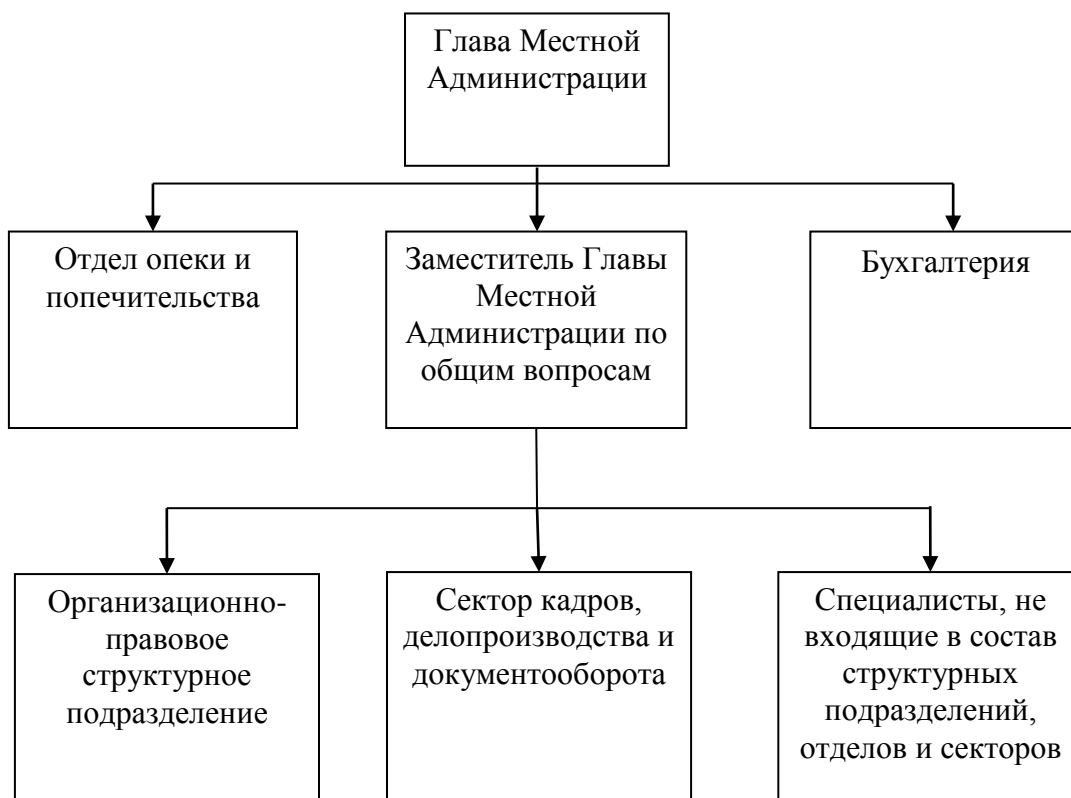 Глава Местной
Администрации
Отдел опеки и
попечительства
Заместитель Главы
Местной
Администрации по
общим вопросам
Бухгалтерия
Организационно-
правовое
структурное
подразделение
Сектор кадров,
делопроизводства и
документооборота
Специалисты, не
входящие в состав
структурных
подразделений,
отделов и секторов